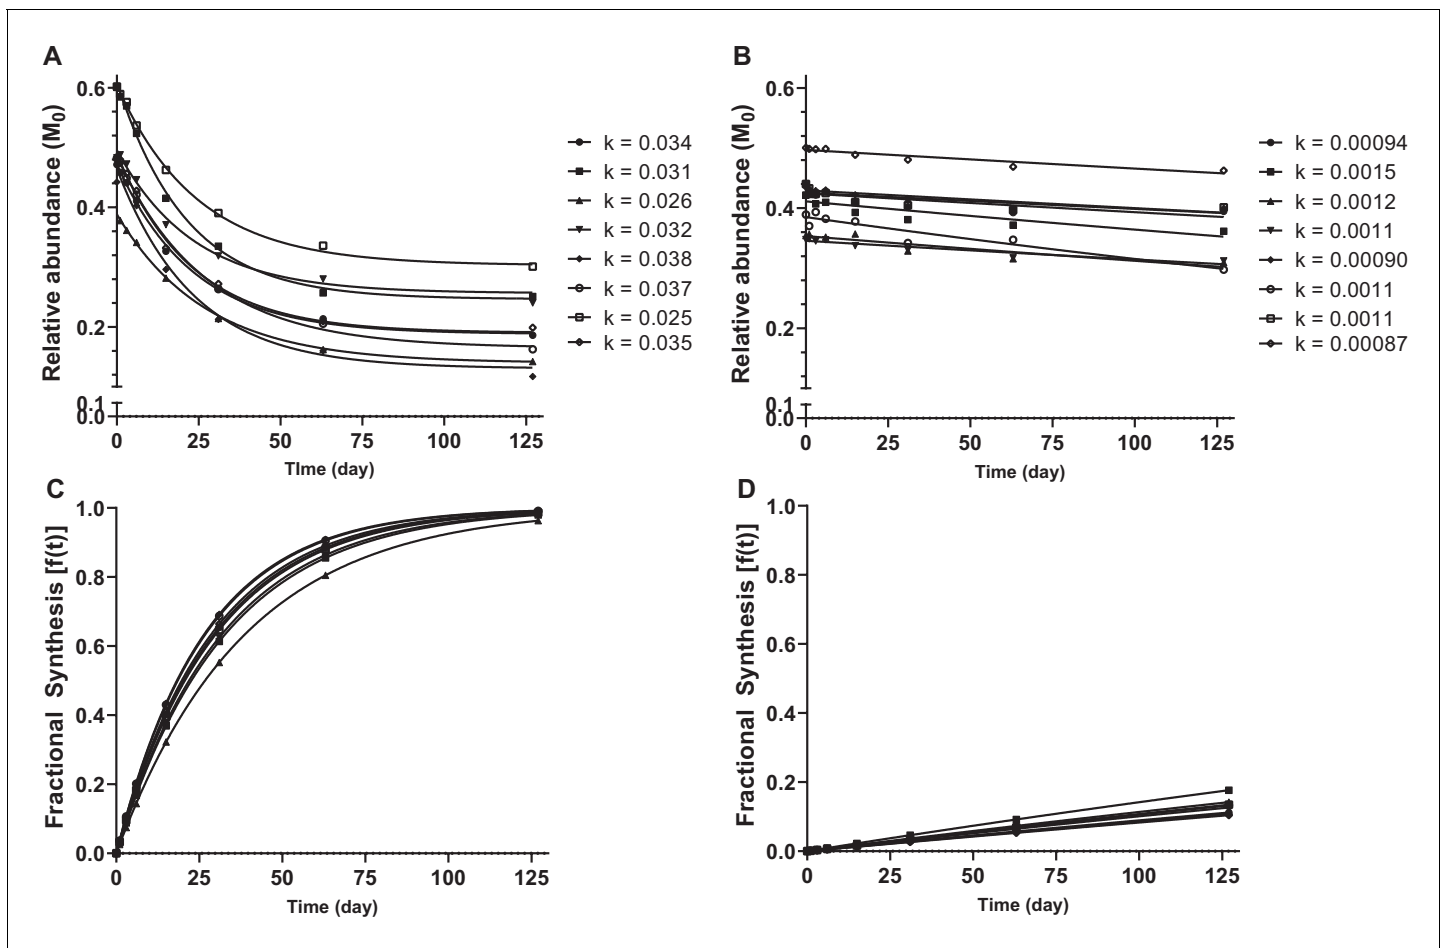 A
Relative abundance (M0)
0.6
0.4
0.2
0.1
0.0
0 25 50 75 100 125
TIme (day)
k = 0.034
k = 0.031
k = 0.026
k = 0.032
k = 0.038
k = 0.037
k = 0.025
k = 0.035
B
Relative abundance (M0)
0.6
0.4
0.2
0.1
0.0
0 25 50 75 100 125
Time (day)
k = 0.00094
k = 0.0015
k = 0.0012
k = 0.0011
k = 0.00090
k = 0.0011
k = 0.0011
k = 0.00087
C
Fractional Synthesis [f(t)]
1.0
0.8
0.6
0.4
0.2
0.0
0 25 50 75 100 125
Time (day)
D
Fractional Synthesis [f(t)]
1.0
0.8
0.6
0.4
0.2
0.0
0 25 50 75 100 125
Time (day)